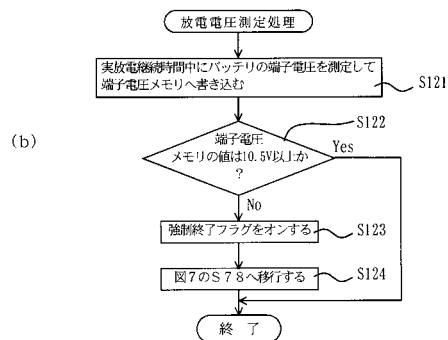 放電電圧測定処理
実放電継続時間中にバッテリの端子電圧を測定して
端子電圧メモリへ書き込む
S121
(b)
S122
端子電圧
メモリの値は10.5V以上か
?
Yes
No
強制終了フラグをオンする
S123
図7のS78へ移行する
S124
終 了